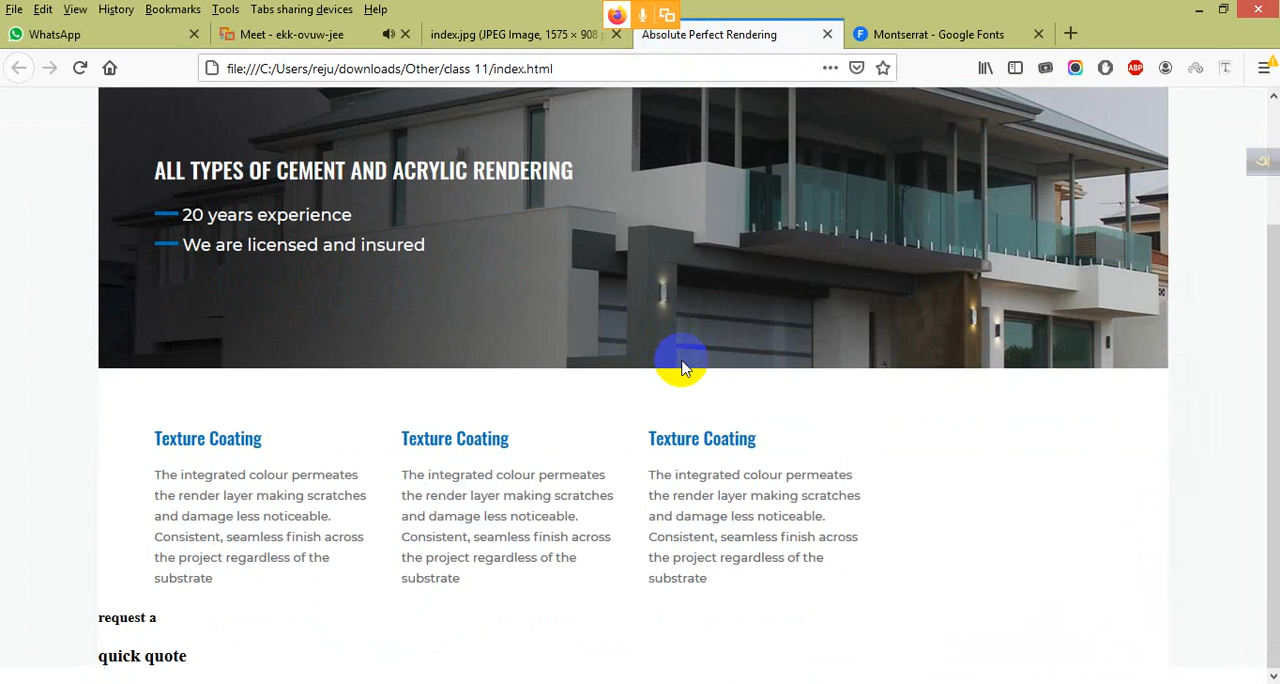 File Edit View History Bookmarks Tools Tabs sharing devices Help
WhatsApp
Meet - ekk-ovuw-jee
index.jpg (JPEG Image, 1575 × 908 p
Absolute Perfect Rendering
Montserrat - Google Fonts
file:///C:/Users/reju/downloads/Other/class 11/index.html
ABP
ALL TYPES OF CEMENT AND ACRYLIC RENDERING
20 years experience
We are licensed and insured
Texture Coating
The integrated colour permeates
the render layer making scratches
and damage less noticeable.
Consistent, seamless finish across
the project regardless of the
substrate
Texture Coating
The integrated colour permeates
the render layer making scratches
and damage less noticeable.
Consistent, seamless finish across
the project regardless of the
substrate
Texture Coating
The integrated colour permeates
the render layer making scratches
and damage less noticeable.
Consistent, seamless finish across
the project regardless of the
substrate
request a
quick quote